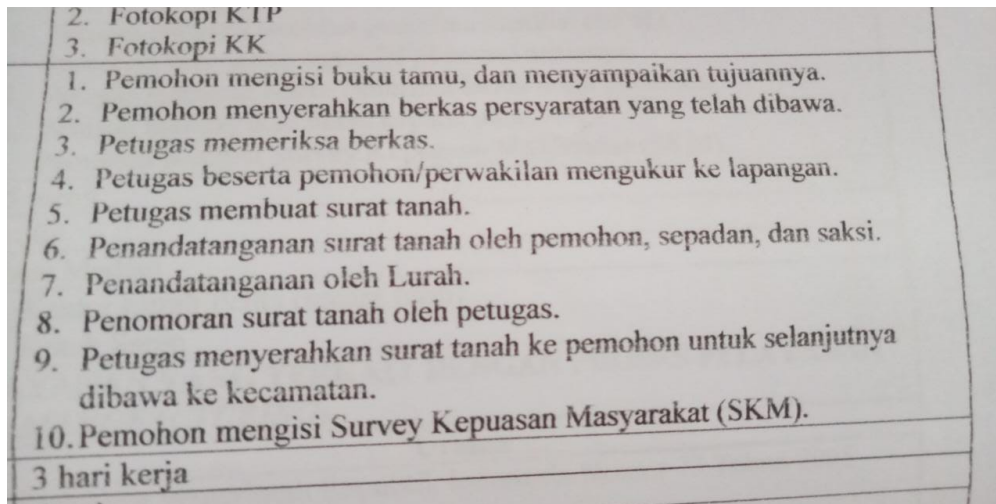 2. Fotokopi KTP
3. Fotokopi KK
1. Pemohon mengisi buku tamu, dan menyampaikan tujuannya.
2. Pemohon menyerahkan berkas persyaratan yang telah dibawa.
3. Petugas memeriksa berkas.
4. Petugas beserta pemohon/perwakilan mengukur ke lapangan.
5. Petugas membuat surat tanah.
6. Penandatanganan surat tanah oleh pemohon, sepadan, dan saksi.
7. Penandatanganan oleh Lurah.
8. Penomoran surat tanah oleh petugas.
9. Petugas menyerahkan surat tanah ke pemohon untuk selanjutnya
dibawa ke kecamatan.
10. Pemohon mengisi Survey Kepuasan Masyarakat (SKM).
3 hari kerja